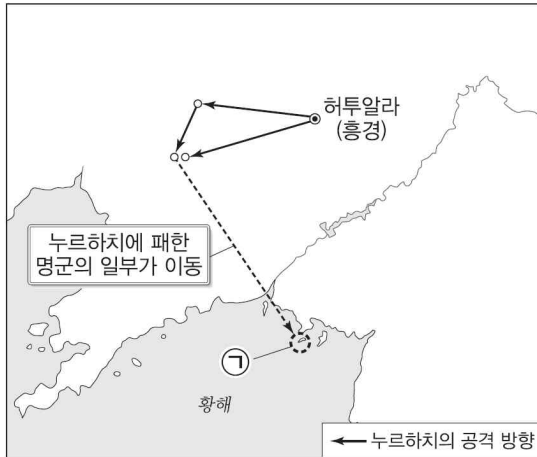 허투알라
(흥경)
누르하치에 패한
명군의 일부가 이동
㉠
황해
누르하치의 공격 방향